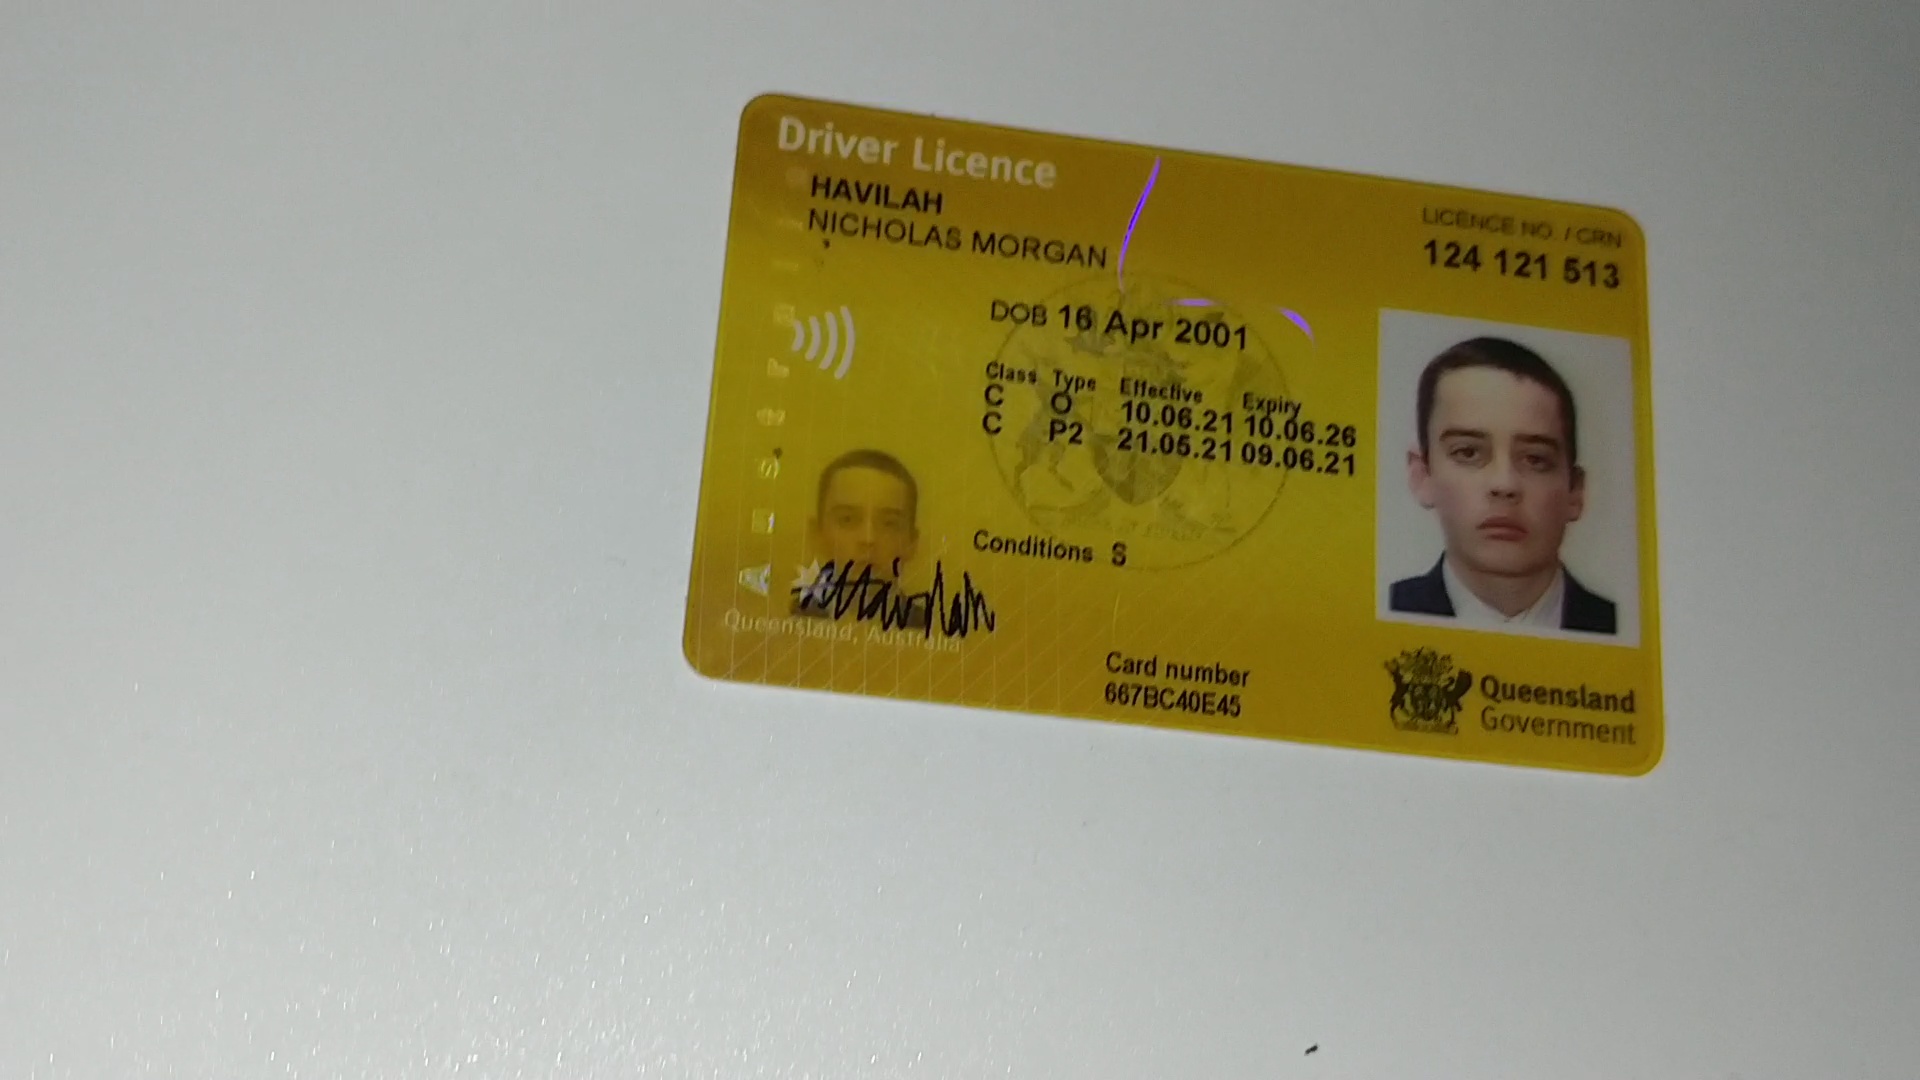 Driver Licence
HAVILAH
NICHOLAS MORGAN
LICENCE NO. / CRN
124 121 513
DOB 16 Apr 2001
Class Type Effective Expiry
C O 10.06.21 10.06.26
C P2 21.05.21 09.06.21
Conditions S
Queensland, Australia
Card number
667BC40E45
Queensland
Government